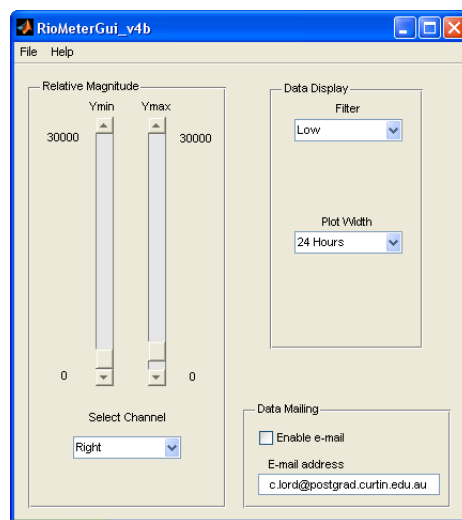 RioMeterGui_v4b
File Help
Relative Magnitude
Ymin Ymax
30000 30000
0 0
Select Channel
Right
Data Display
Filter
Low
Plot Width
24 Hours
Data Mailing
Enable e-mail
E-mail address
c.lord@postgrad.curtin.edu.au